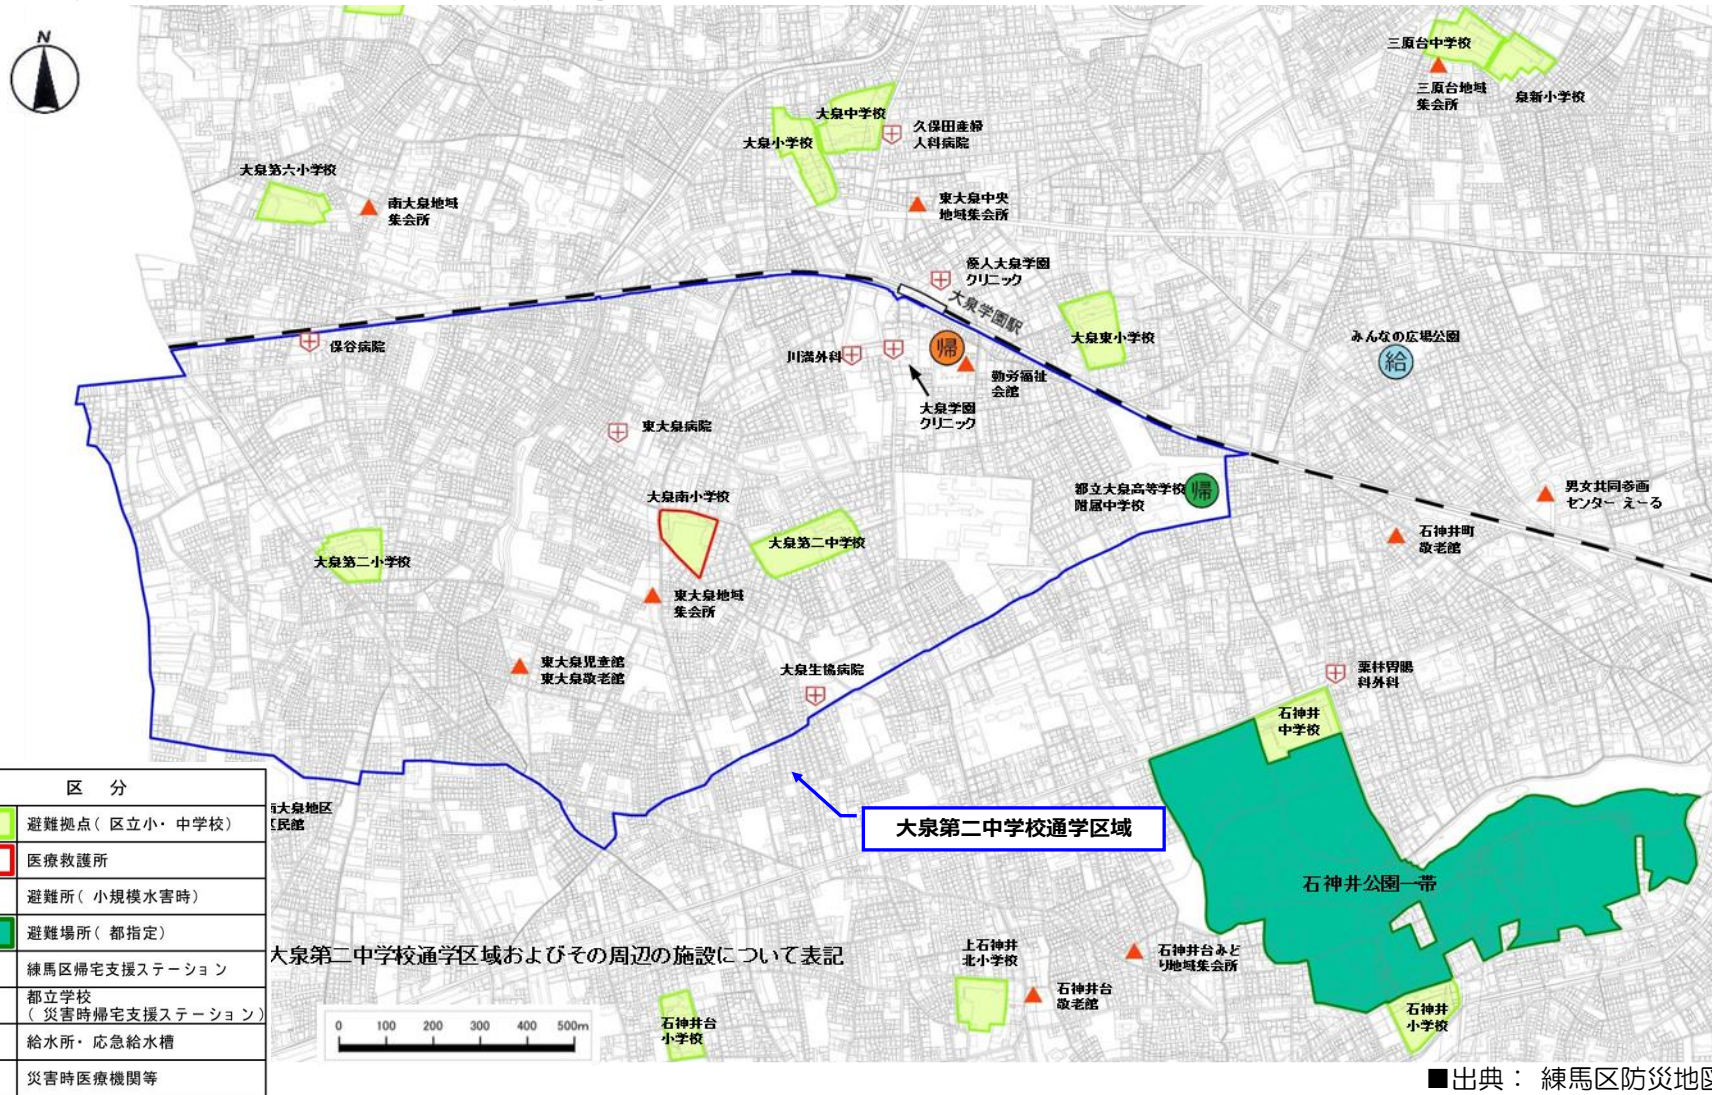 N
三原台中学校
三原台地域
集会所
泉新小学校
大泉中学校
大泉小学校
久保田産婦
人科病院
大泉第六小学校
南大泉地域
集会所
東大泉中央
地域集会所
優人大泉学園
クリニック
大泉学園駅
大泉東小学校
みんなの広場公園
給
保谷病院
川満外科
帰
勤労福祉
会館
大泉学園
クリニック
東大泉病院
都立大泉高等学校
附属中学校
帰
男女共同参画
センター えーる
石神井町
敬老館
大泉南小学校
大泉第二中学校
大泉第二小学校
東大泉地域
集会所
東大泉児童館
東大泉敬老館
大泉生協病院
栗林胃腸
科外科
石神井
中学校
大泉第二中学校通学区域
石神井公園一帯
南大泉地区
区民館
区 分
避難拠点( 区立小・ 中学校)
医療救護所
避難所( 小規模水害時)
避難場所( 都指定)
練馬区帰宅支援ステーション
都立学校
( 災害時帰宅支援ステーション)
給水所・ 応急給水槽
災害時医療機関等
大泉第二中学校通学区域およびその周辺の施設について表記
0 100 200 300 400 500m
石神井台
小学校
上石神井
北小学校
石神井台
敬老館
石神井台みど
り地域集会所
石神井
小学校
■出典： 練馬区防災地図